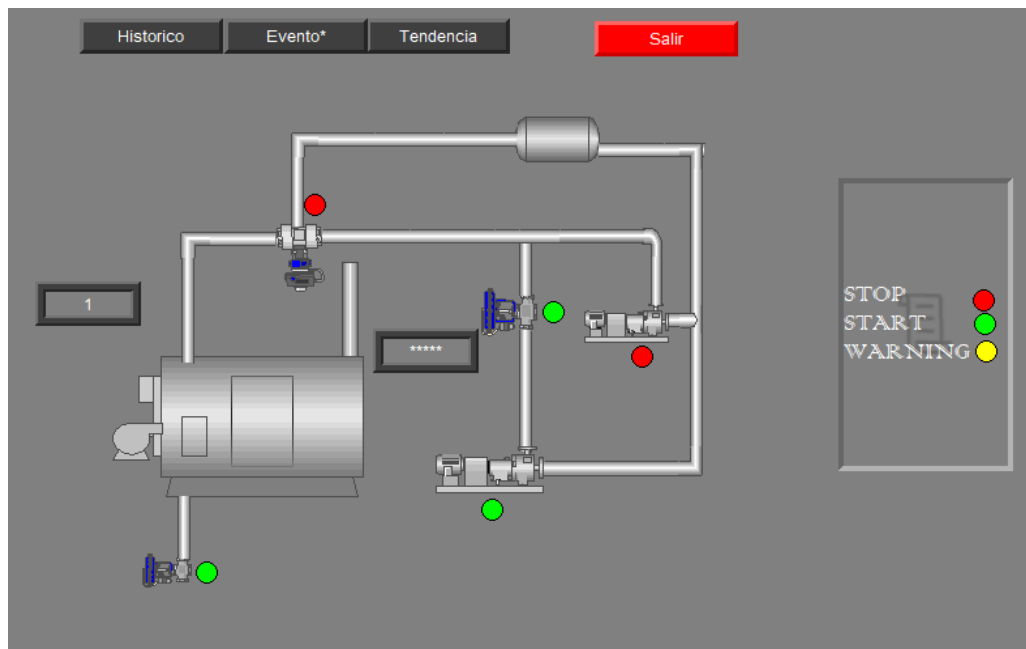 Historico
Evento*
Tendencia
Salir
1
*****
STOP
START
WARNING